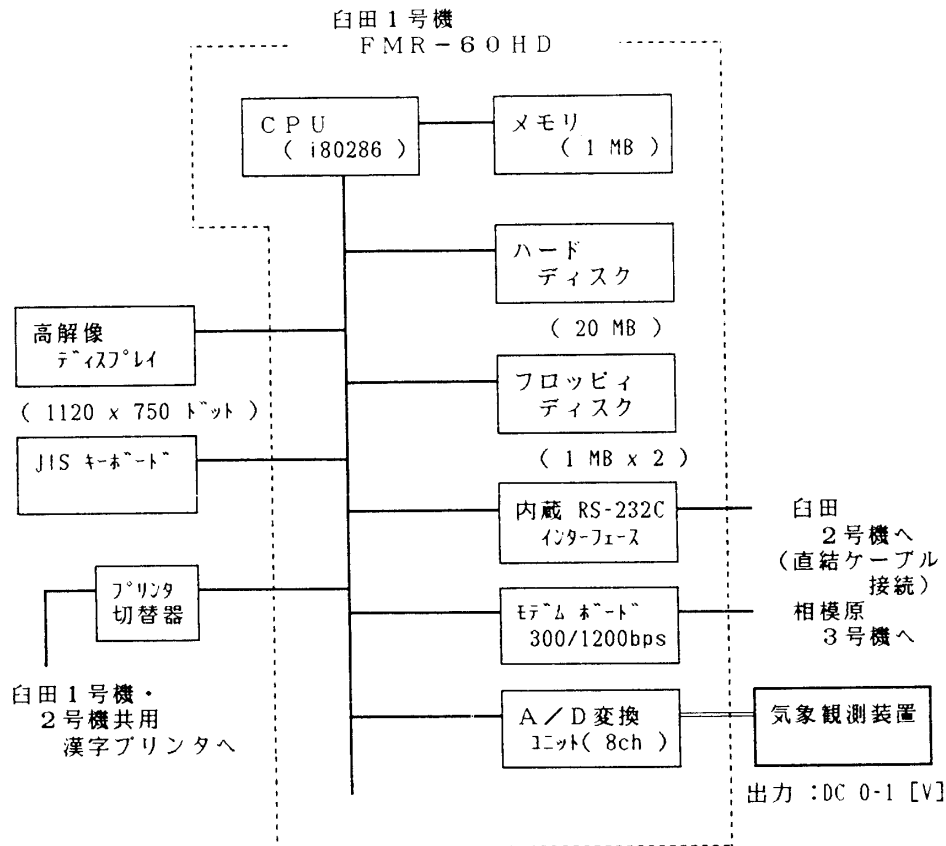 臼田1号機
FMR-60HD
CPU
( i80286 )
メモリ
( 1 MB )
ハード
ディスク
( 20 MB )
高解像
ディスプレイ
( 1120 x 750 ドット )
フロッピィ
ディスク
( 1 MB x 2 )
JIS キーボード
内蔵 RS-232C
インターフェース
臼田
2号機へ
(直結ケーブル
接続)
プリンタ
切替器
モデム ボード
300/1200bps
相模原
3号機へ
臼田1号機・
2号機共用
漢字プリンタへ
A/D変換
ユニット( 8ch )
気象観測装置
出力 :DC 0-1 [V]